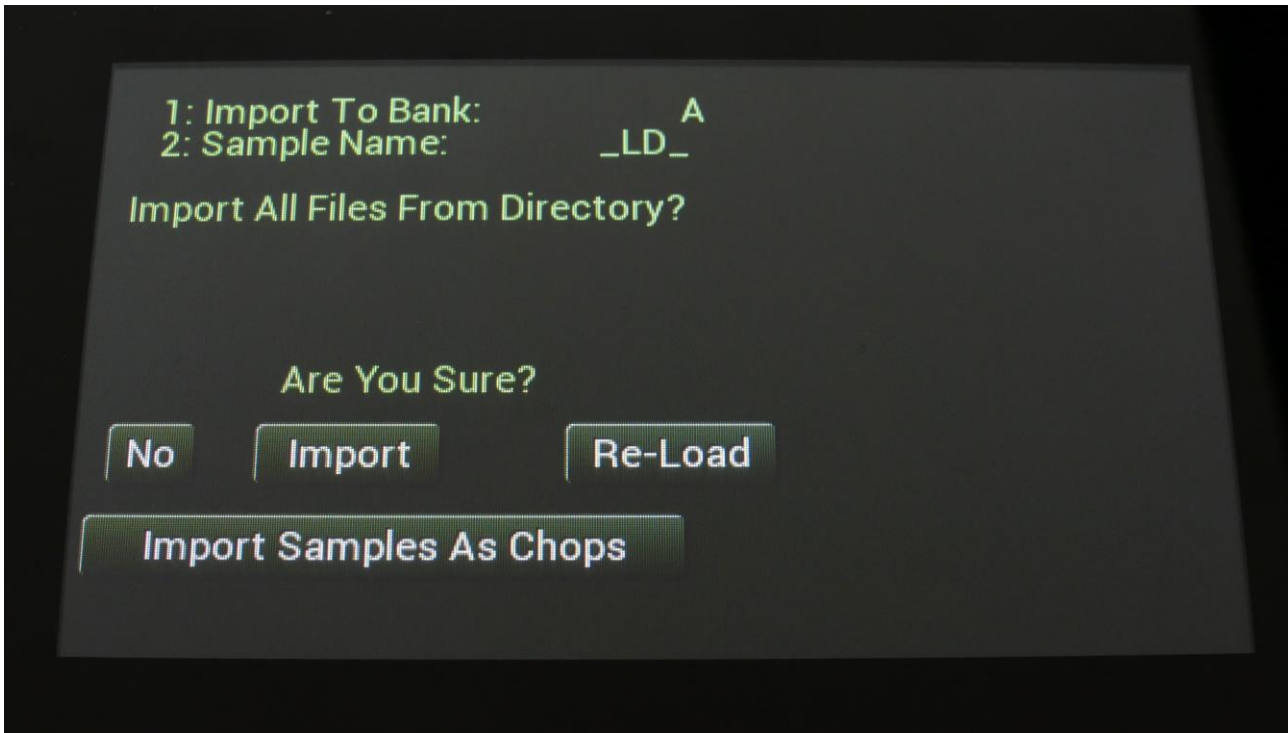 1: Import To Bank: A
2: Sample Name: _LD_
Import All Files From Directory?
Are You Sure?
No Import Re-Load
Import Samples As Chops